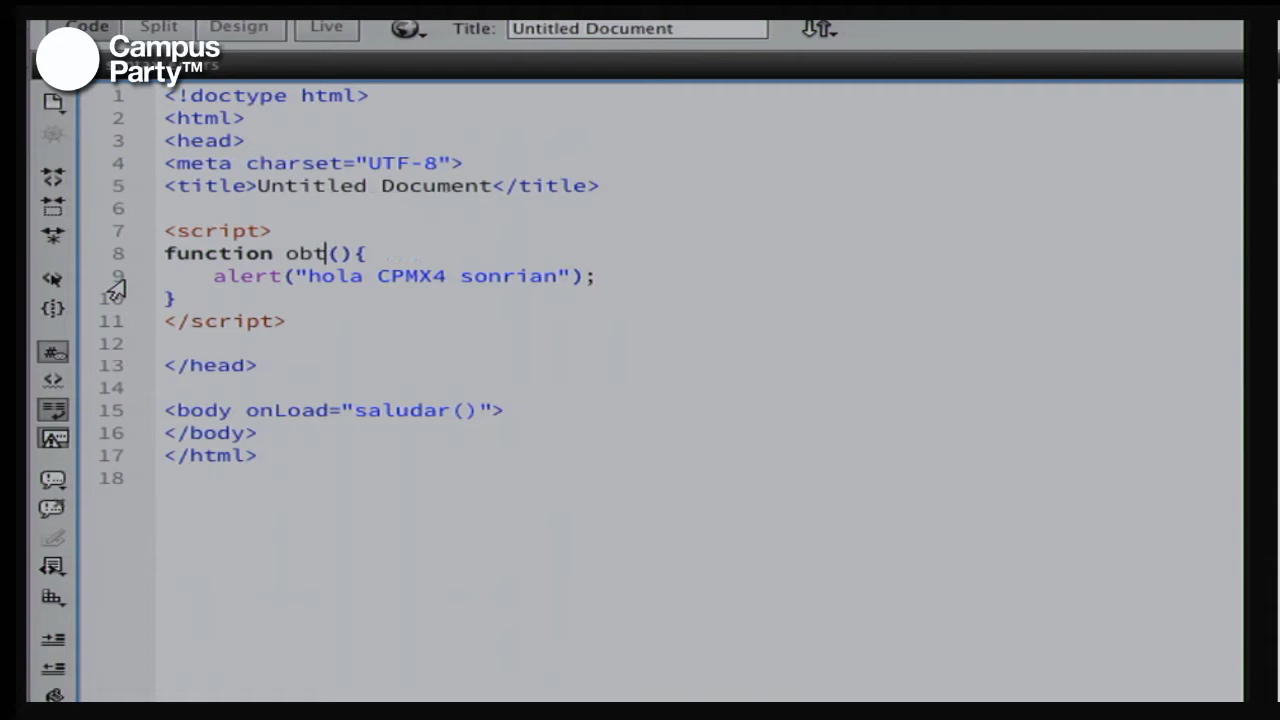 Code Split Design Live Title: Untitled Document
Campus
Party™
1 <!doctype html>
2 <html>
3 <head>
4 <meta charset="UTF-8">
5 <title>Untitled Document</title>
6
7 <script>
8 function obt(){
9 alert("hola CPMX4 sonrian");
10 }
11 </script>
12
13 </head>
14
15 <body onLoad="saludar()">
16 </body>
17 </html>
18